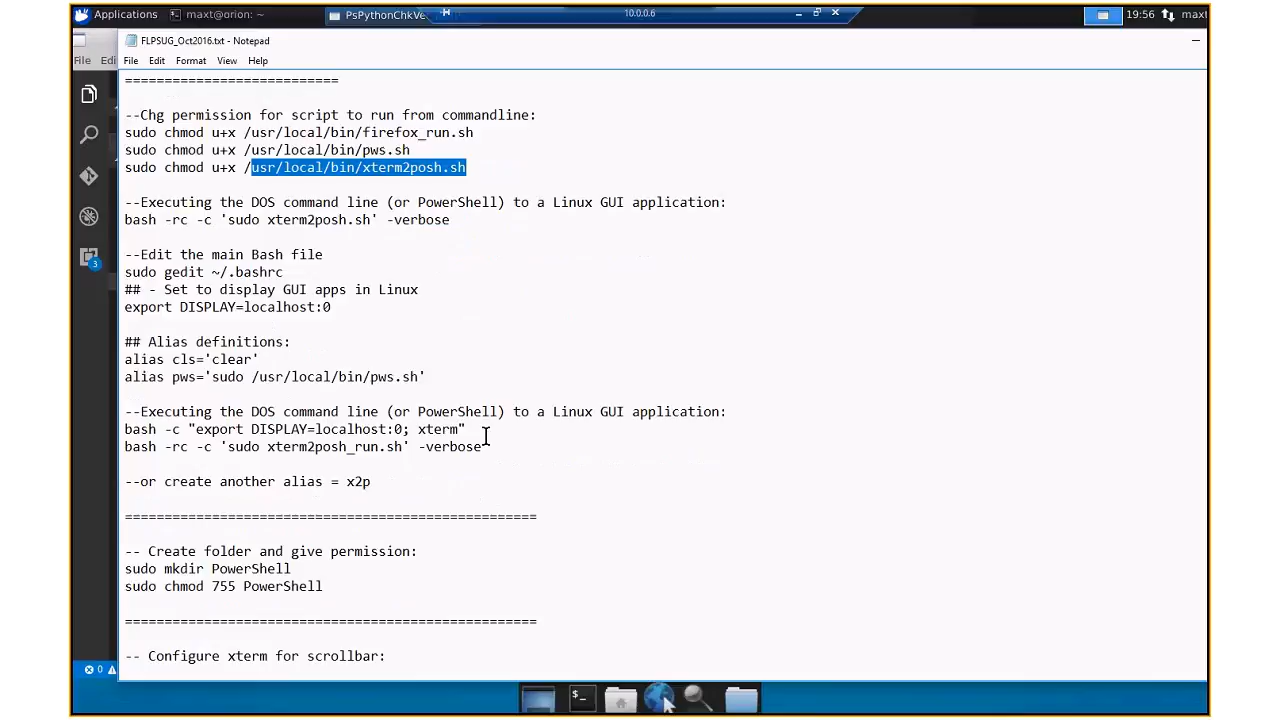 Applications
maxt@orion: ~
PsPythonChkVe
10.0.0.6
19:56
maxt
FLPSUG_Oct2016.txt - Notepad
File Edi
File Edit Format View Help
===========================
--Chg permission for script to run from commandline:
sudo chmod u+x /usr/local/bin/firefox_run.sh
sudo chmod u+x /usr/local/bin/pws.sh
sudo chmod u+x /usr/local/bin/xterm2posh.sh
--Executing the DOS command line (or PowerShell) to a Linux GUI application:
bash -rc -c 'sudo xterm2posh.sh' -verbose
--Edit the main Bash file
sudo gedit ~/.bashrc
## - Set to display GUI apps in Linux
export DISPLAY=localhost:0
## Alias definitions:
alias cls='clear'
alias pws='sudo /usr/local/bin/pws.sh'
--Executing the DOS command line (or PowerShell) to a Linux GUI application:
bash -c "export DISPLAY=localhost:0; xterm"
bash -rc -c 'sudo xterm2posh_run.sh' -verbose
--or create another alias = x2p
====================================================
-- Create folder and give permission:
sudo mkdir PowerShell
sudo chmod 755 PowerShell
====================================================
-- Configure xterm for scrollbar:
3
0
$_